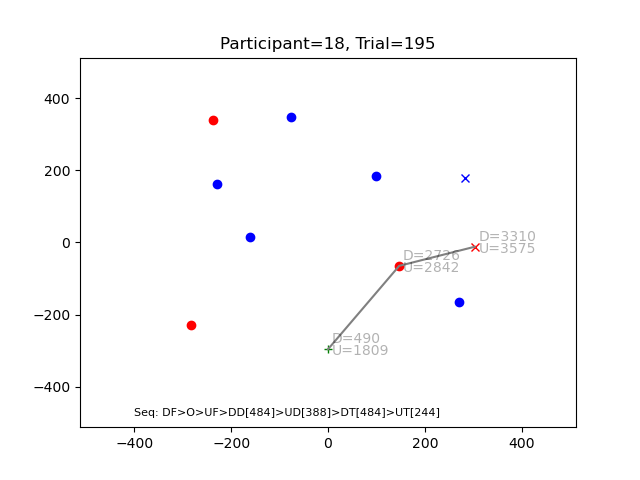 Participant=18, Trial=195
400
200
0
−200
−400
D=3310
U=3575
D=2726
U=2842
D=490
U=1809
Seq: DF>O>UF>DD[484]>UD[388]>DT[484]>UT[244]
−400
−200
0
200
400